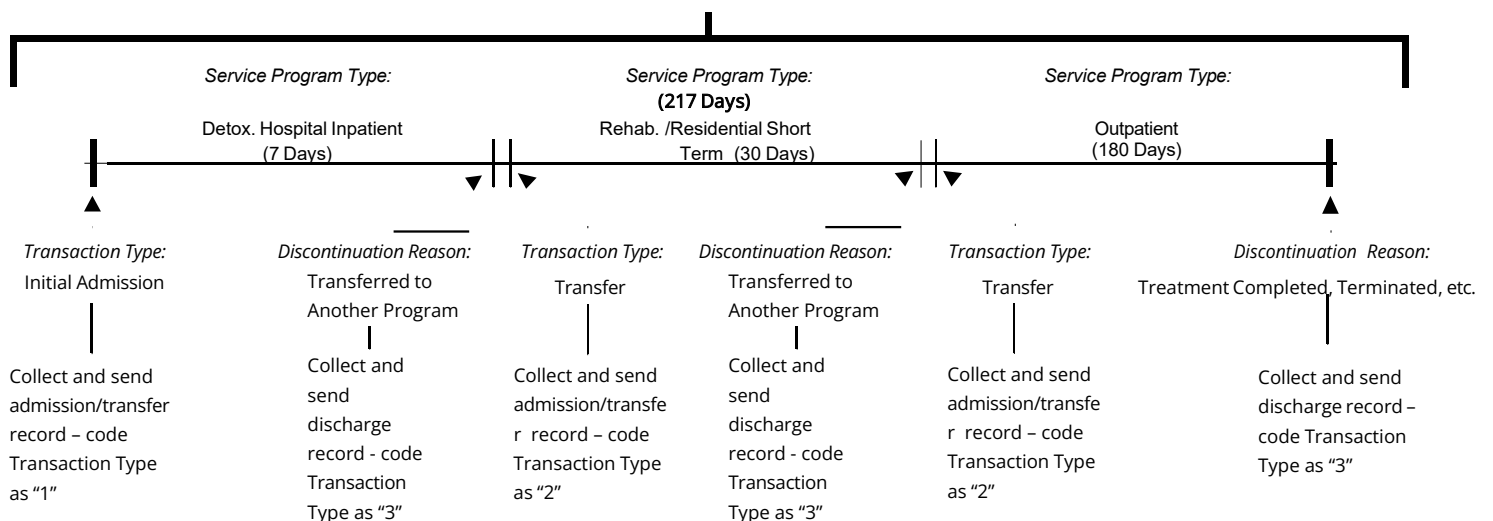 Service Program Type:
Detox. Hospital Inpatient
(7 Days)
Service Program Type:
(217 Days)
Rehab. /Residential Short
Term (30 Days)
Service Program Type:
Outpatient
(180 Days)
Transaction Type:
Initial Admission
Collect and send
admission/transfer
record – code
Transaction Type
as “1”
Discontinuation Reason:
Transferred to
Another Program
Collect and
send
discharge
record - code
Transaction
Type as “3”
Transaction Type:
Transfer
Collect and send
admission/transfe
r record – code
Transaction Type
as “2”
Discontinuation Reason:
Transferred to
Another Program
Collect and
send
discharge
record - code
Transaction
Type as “3”
Transaction Type:
Transfer
Collect and send
admission/transfe
r record – code
Transaction Type
as “2”
Discontinuation Reason:
Treatment Completed, Terminated, etc.
Collect and send
discharge record –
code Transaction
Type as “3”